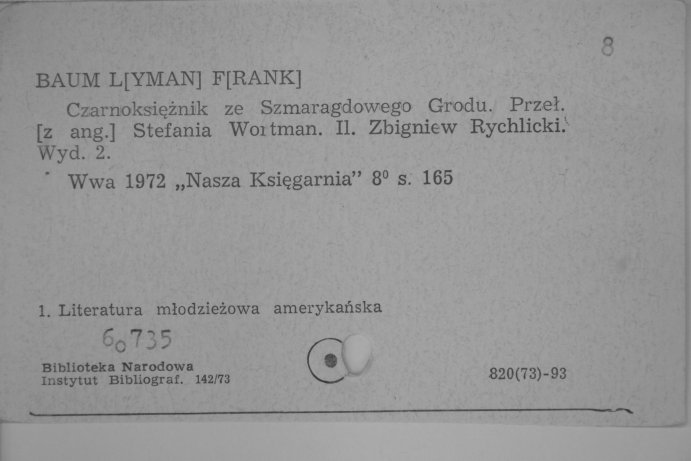 8
BAUM L[YMAN] F[RANK]
Czarnoksiężnik ze Szmaragdowego Grodu. Przeł.
[z ang.] Stefania Wortman. Il. Zbigniew Rychlicki.
Wyd. 2.
Wwa 1972 „Nasza Księgarnia” 8⁰ s. 165
1. Literatura młodzieżowa amerykańska
60735
Biblioteka Narodowa
Instytut Bibliograf. 142/73
820(73)-93